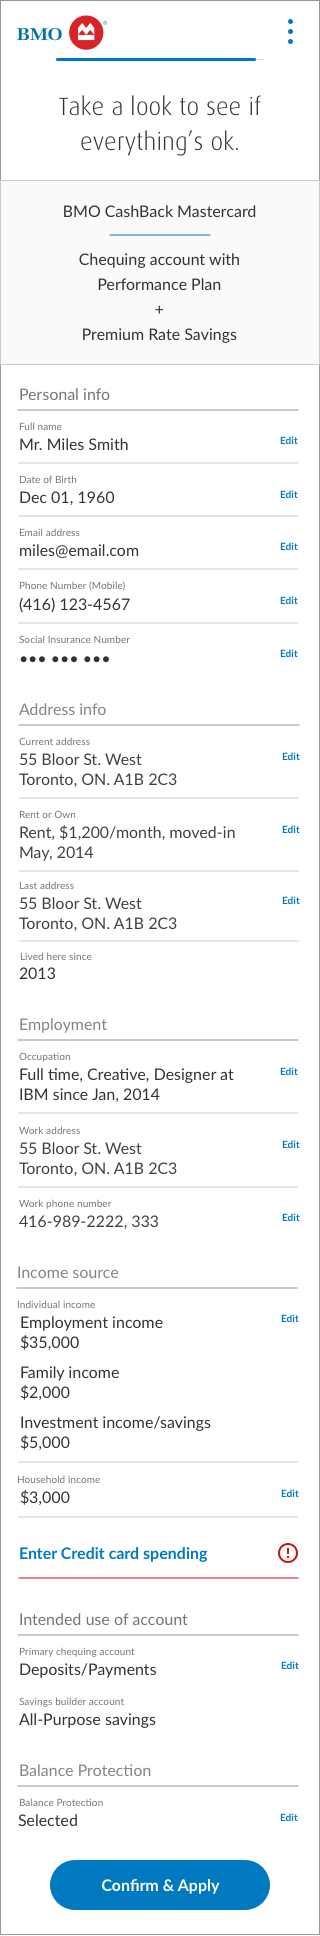 BMO
Take a look to see if
everything’s ok.
BMO CashBack Mastercard
Chequing account with
Performance Plan
+
Premium Rate Savings
Personal info
Full name
Mr. Miles Smith
Edit
Date of Birth
Dec 01, 1960
Edit
Email address
miles@email.com
Edit
Phone Number (Mobile)
(416) 123-4567
Edit
Social Insurance Number
••• ••• •••
Edit
Address info
Current address
55 Bloor St. West
Toronto, ON. A1B 2C3
Edit
Rent or Own
Rent, $1,200/month, moved-in
May, 2014
Edit
Last address
55 Bloor St. West
Toronto, ON. A1B 2C3
Edit
Lived here since
2013
Employment
Occupation
Full time, Creative, Designer at
IBM since Jan, 2014
Edit
Work address
55 Bloor St. West
Toronto, ON. A1B 2C3
Edit
Work phone number
416-989-2222, 333
Edit
Income source
Individual income
Employment income
$35,000
Edit
Family income
$2,000
Investment income/savings
$5,000
Household income
$3,000
Edit
Enter Credit card spending
Intended use of account
Primary chequing account
Deposits/Payments
Edit
Savings builder account
All-Purpose savings
Balance Protection
Balance Protection
Selected
Edit
Confirm & Apply